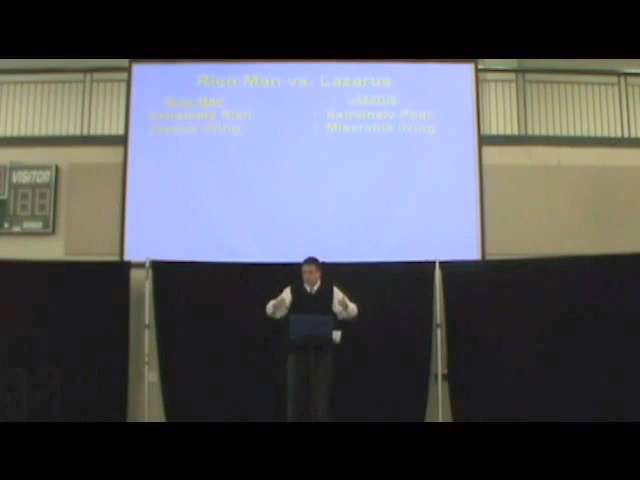 Rich Man vs. Lazarus
Rich Man
Lazarus
Extremely Rich
Extremely Poor
Joyous living
Miserable living
VISITOR